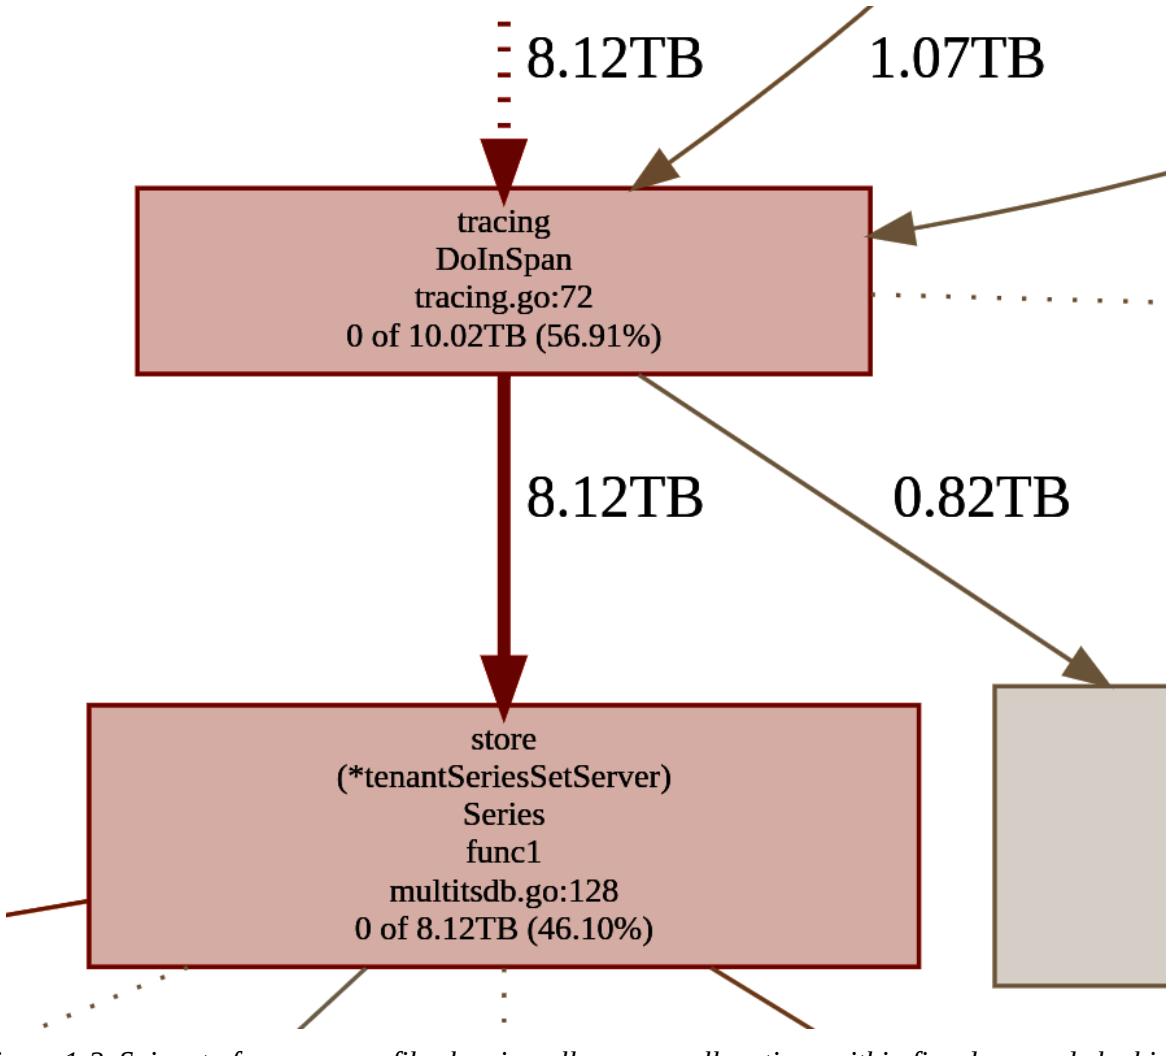 8.12TB
1.07TB
tracing
DoInSpan
tracing.go:72
0 of 10.02TB (56.91%)
8.12TB
0.82TB
store
(*tenantSeriesSetServer)
Series
func1
multitsdb.go:128
0 of 8.12TB (46.10%)